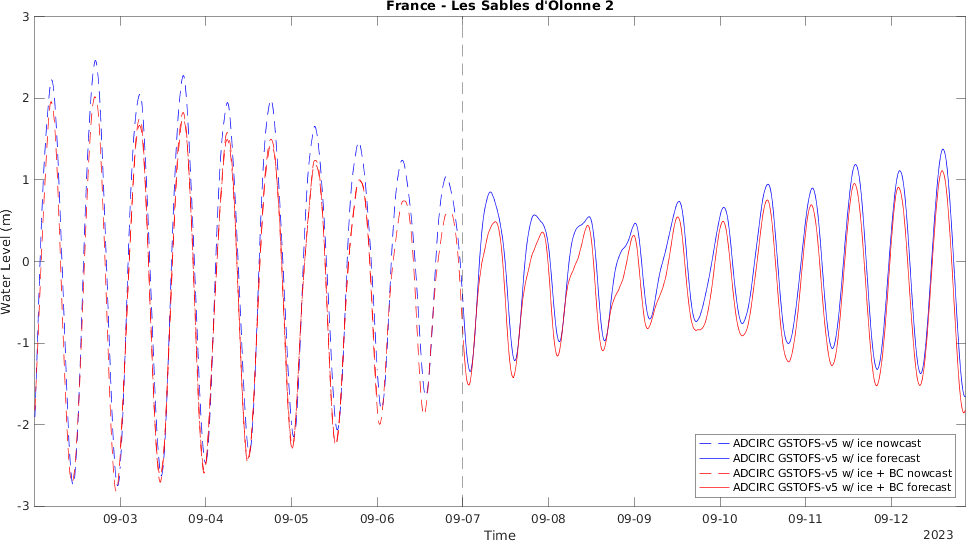 France - Les Sables d'Olonne 2
3
2
1
0
-1
-2
-3
Water Level (m)
ADCIRC GSTOFS-v5 w/ ice nowcast
ADCIRC GSTOFS-v5 w/ ice forecast
ADCIRC GSTOFS-v5 w/ ice + BC nowcast
ADCIRC GSTOFS-v5 w/ ice + BC forecast
09-03 09-04 09-05 09-06 09-07 09-08 09-09 09-10 09-11 09-12
Time
2023